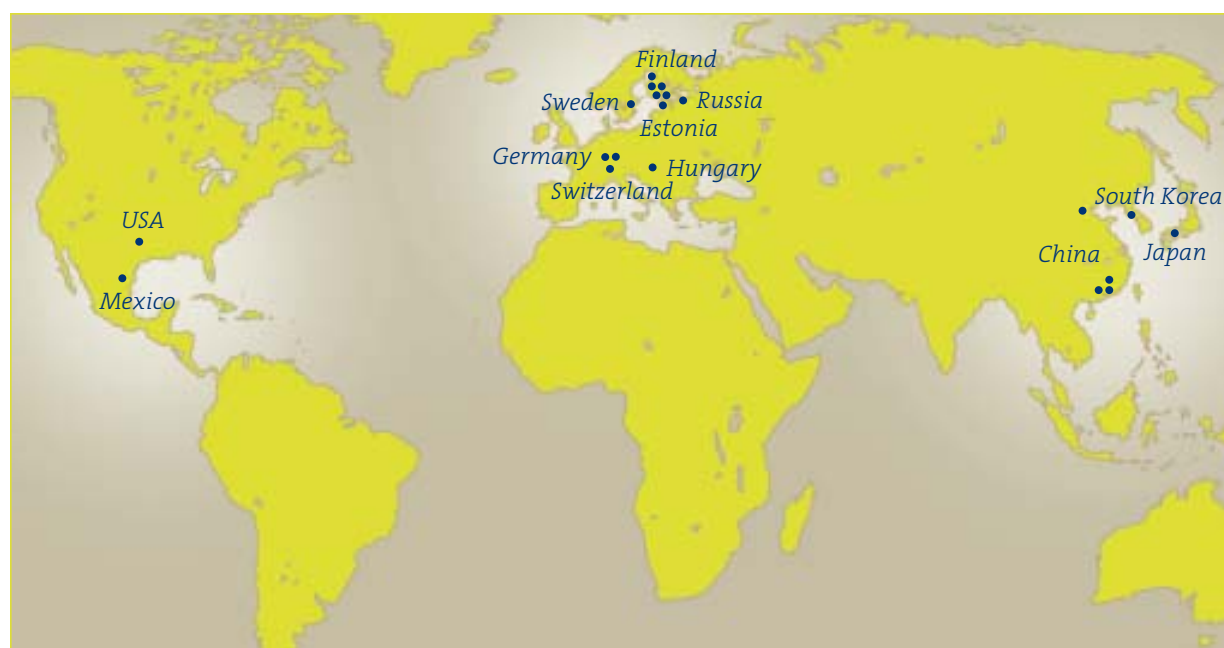 Finland
Sweden
Russia
Estonia
Germany
Hungary
Switzerland
South Korea
USA
China
Japan
Mexico